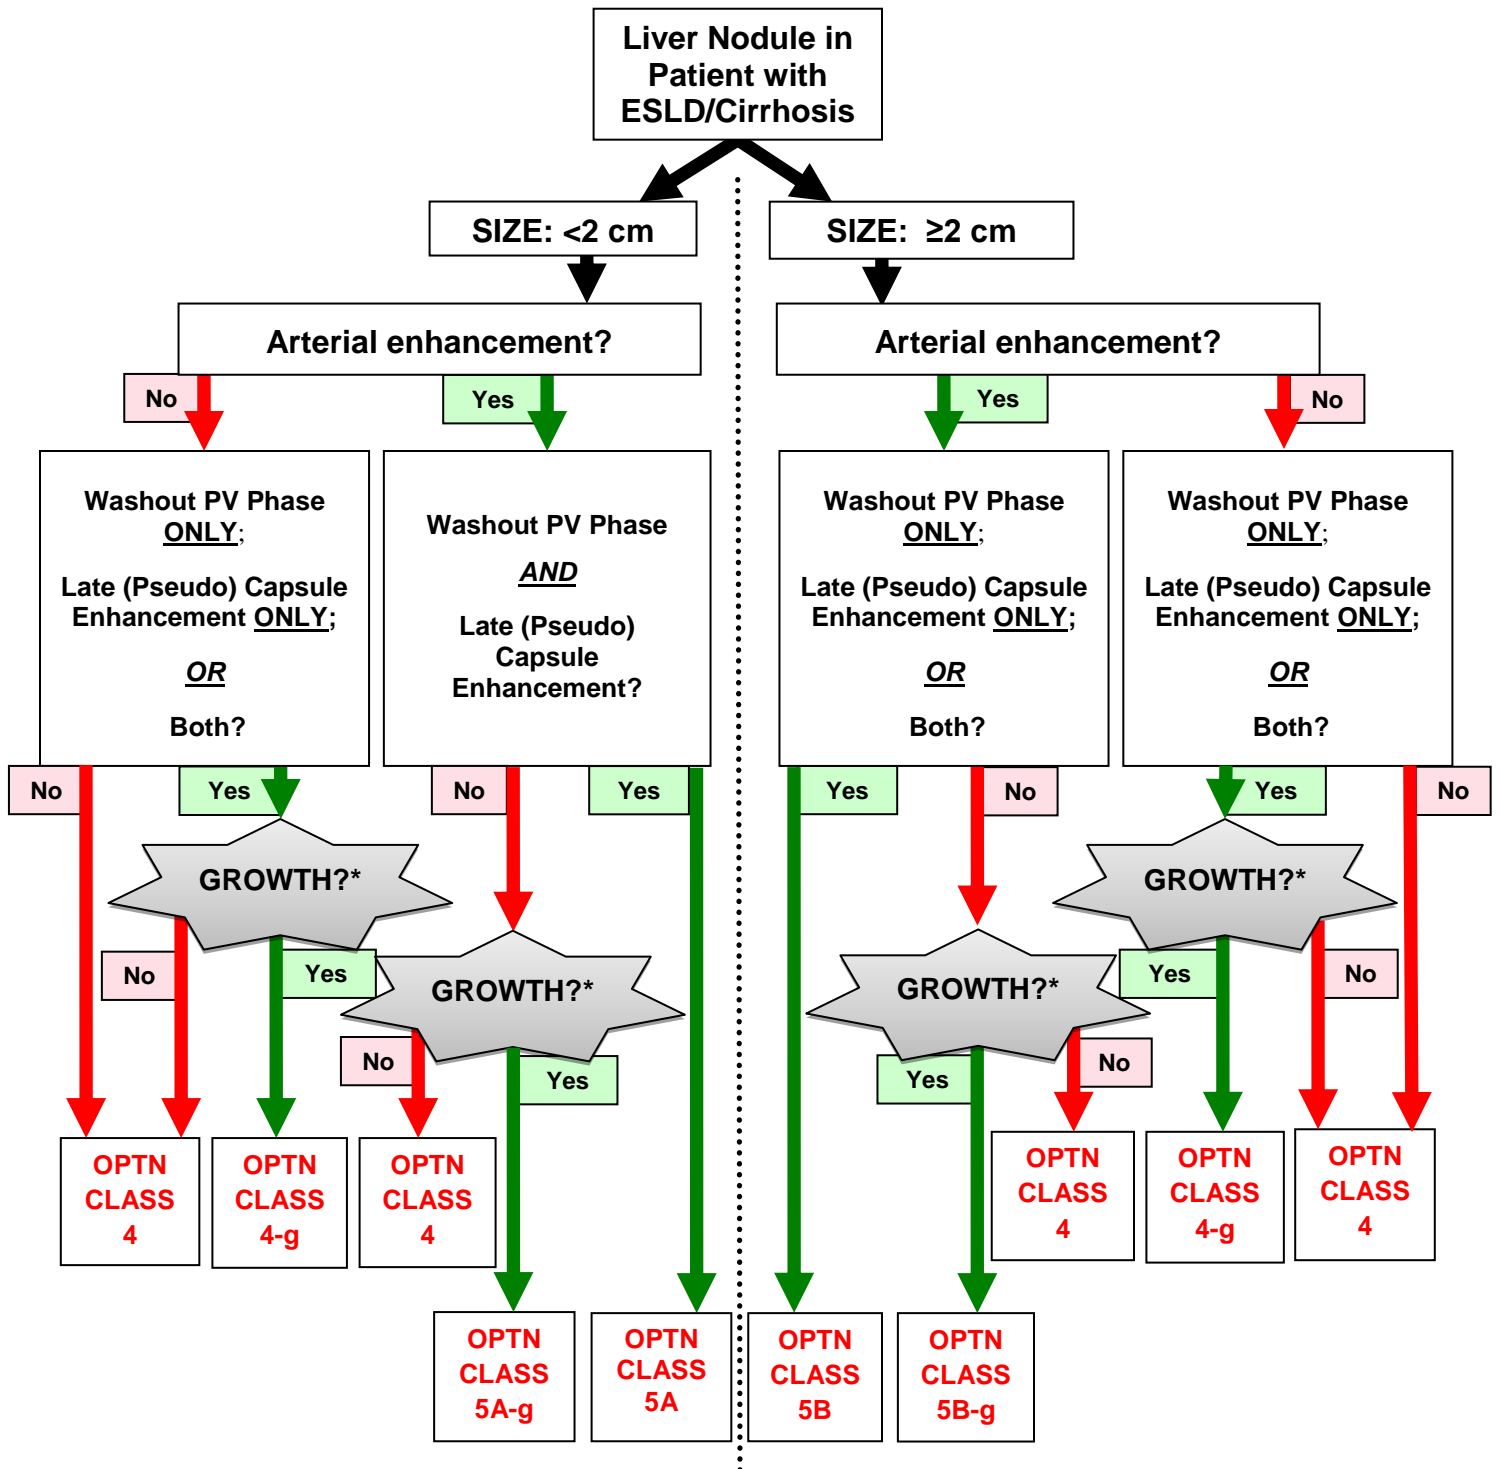 Liver Nodule in
Patient with
ESLD/Cirrhosis
SIZE: <2 cm
SIZE: ≥2 cm
Arterial enhancement?
Arterial enhancement?
No
Yes
Yes
No
Washout PV Phase
ONLY;
Late (Pseudo) Capsule
Enhancement ONLY;
OR
Both?
Washout PV Phase
AND
Late (Pseudo)
Capsule
Enhancement?
Washout PV Phase
ONLY;
Late (Pseudo) Capsule
Enhancement ONLY;
OR
Both?
Washout PV Phase
ONLY;
Late (Pseudo) Capsule
Enhancement ONLY;
OR
Both?
No
Yes
No
Yes
Yes
No
Yes
No
GROWTH?*
GROWTH?*
No
Yes
GROWTH?*
GROWTH?*
Yes
No
No
Yes
Yes
No
OPTN
CLASS
4
OPTN
CLASS
4-g
OPTN
CLASS
4
OPTN
CLASS
4
OPTN
CLASS
4-g
OPTN
CLASS
4
OPTN
CLASS
5A-g
OPTN
CLASS
5A
OPTN
CLASS
5B
OPTN
CLASS
5B-g